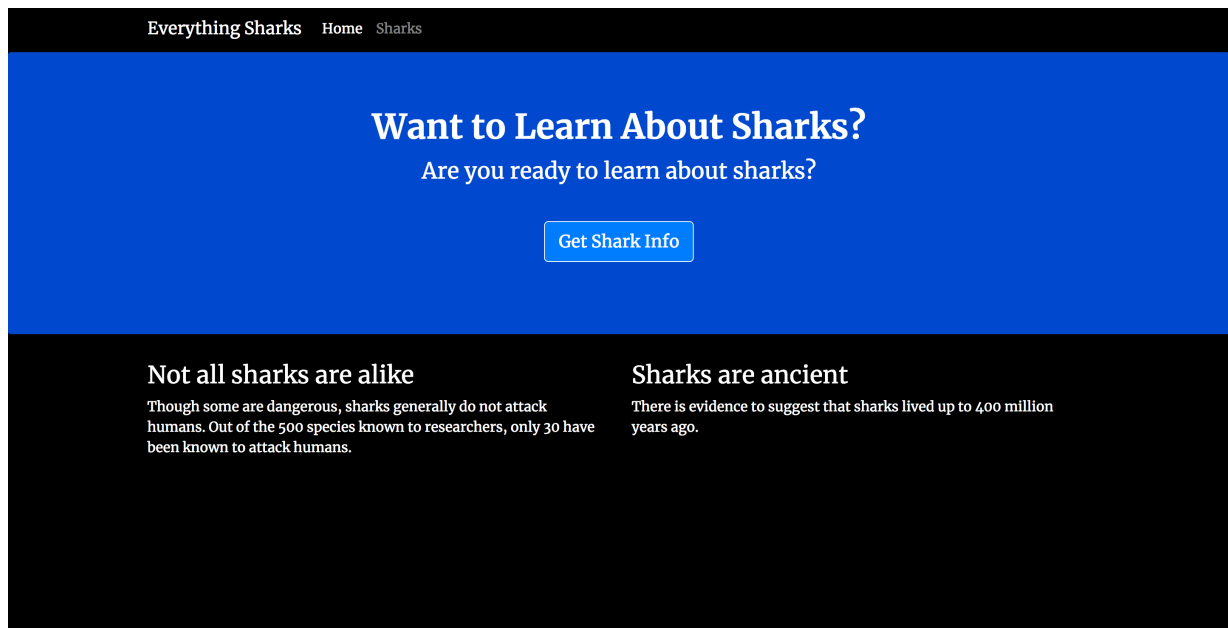 Everything Sharks Home Sharks
Want to Learn About Sharks?
Are you ready to learn about sharks?
Get Shark Info
Not all sharks are alike
Though some are dangerous, sharks generally do not attack
humans. Out of the 500 species known to researchers, only 30 have
been known to attack humans.
Sharks are ancient
There is evidence to suggest that sharks lived up to 400 million
years ago.